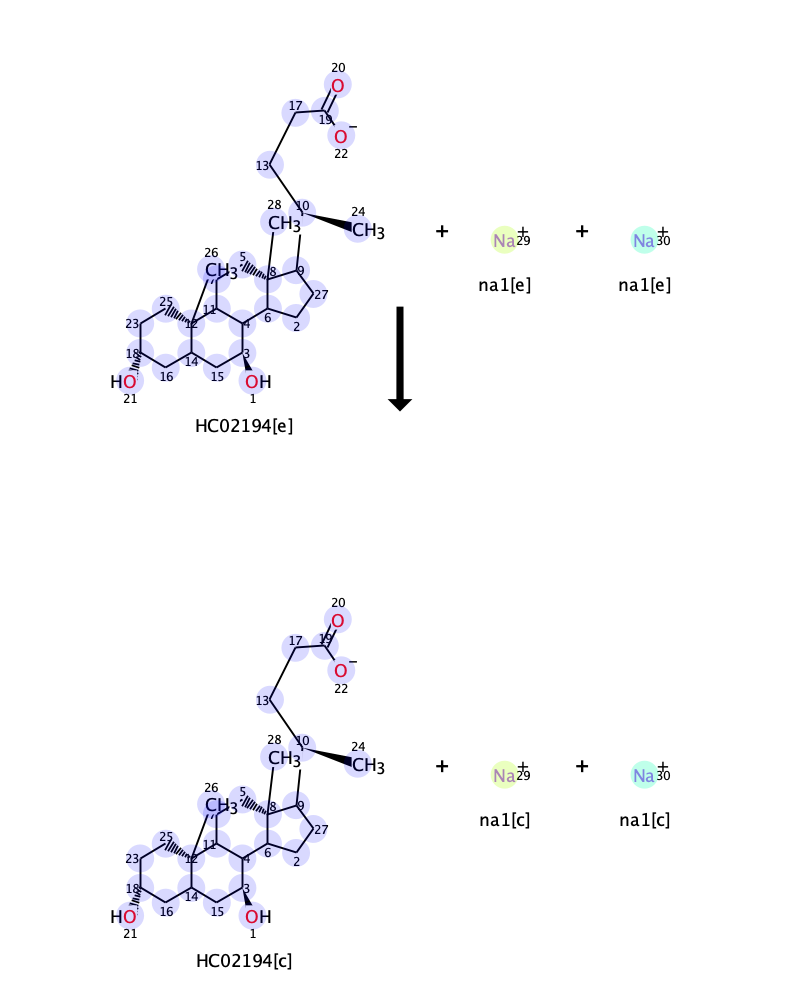 20
17
O
19
O −
22
13
28 10 24
CH3 CH3
+ Na + 29 + Na + 30
26 5
CH3 8 9
na1[e] na1[e]
25 11 27
23 12 4 6 2
18 14 3
16 15
HO OH
21 1
HC02194[e]
20
O
17 19
O −
22
13
28 10 24
CH3 CH3
+ Na + 29 + Na + 30
26 5
CH3 8 9
na1[c] na1[c]
25 11 27
23 12 4 6 2
18 14 3
16 15
HO OH
21 1
HC02194[c]